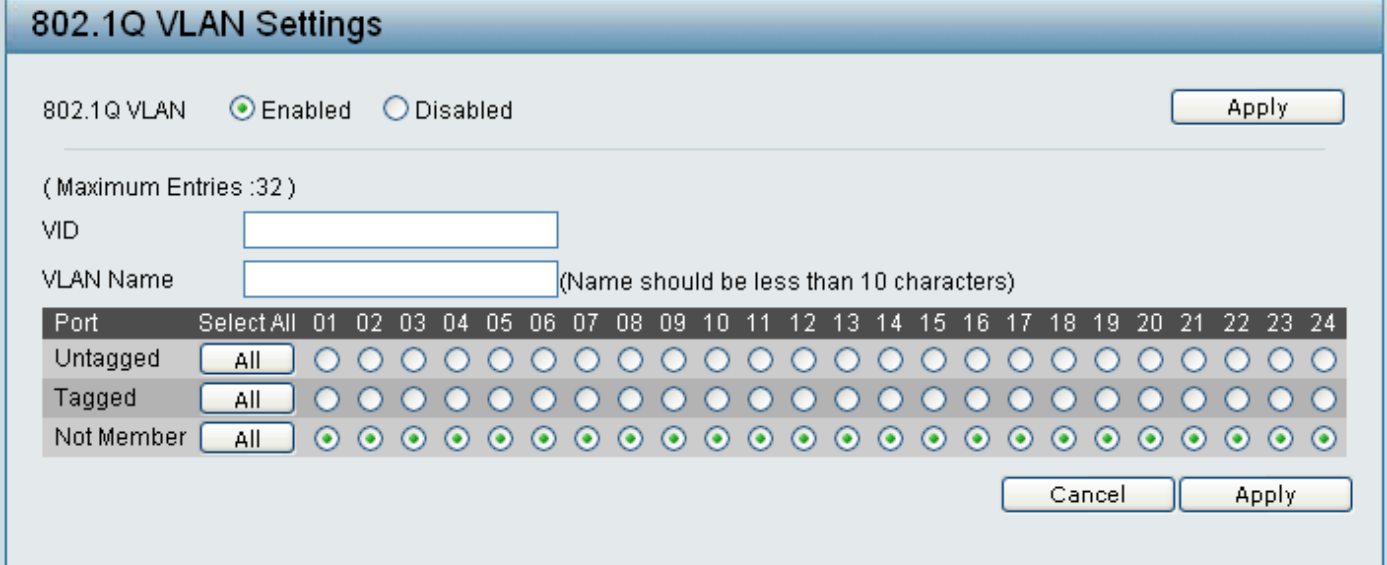 802.1Q VLAN Settings
802.1Q VLAN Enabled Disabled Apply
( Maximum Entries :32 )
VID
VLAN Name (Name should be less than 10 characters)
Port Select All 01 02 03 04 05 06 07 08 09 10 11 12 13 14 15 16 17 18 19 20 21 22 23 24
Untagged All
Tagged All
Not Member All
Cancel Apply